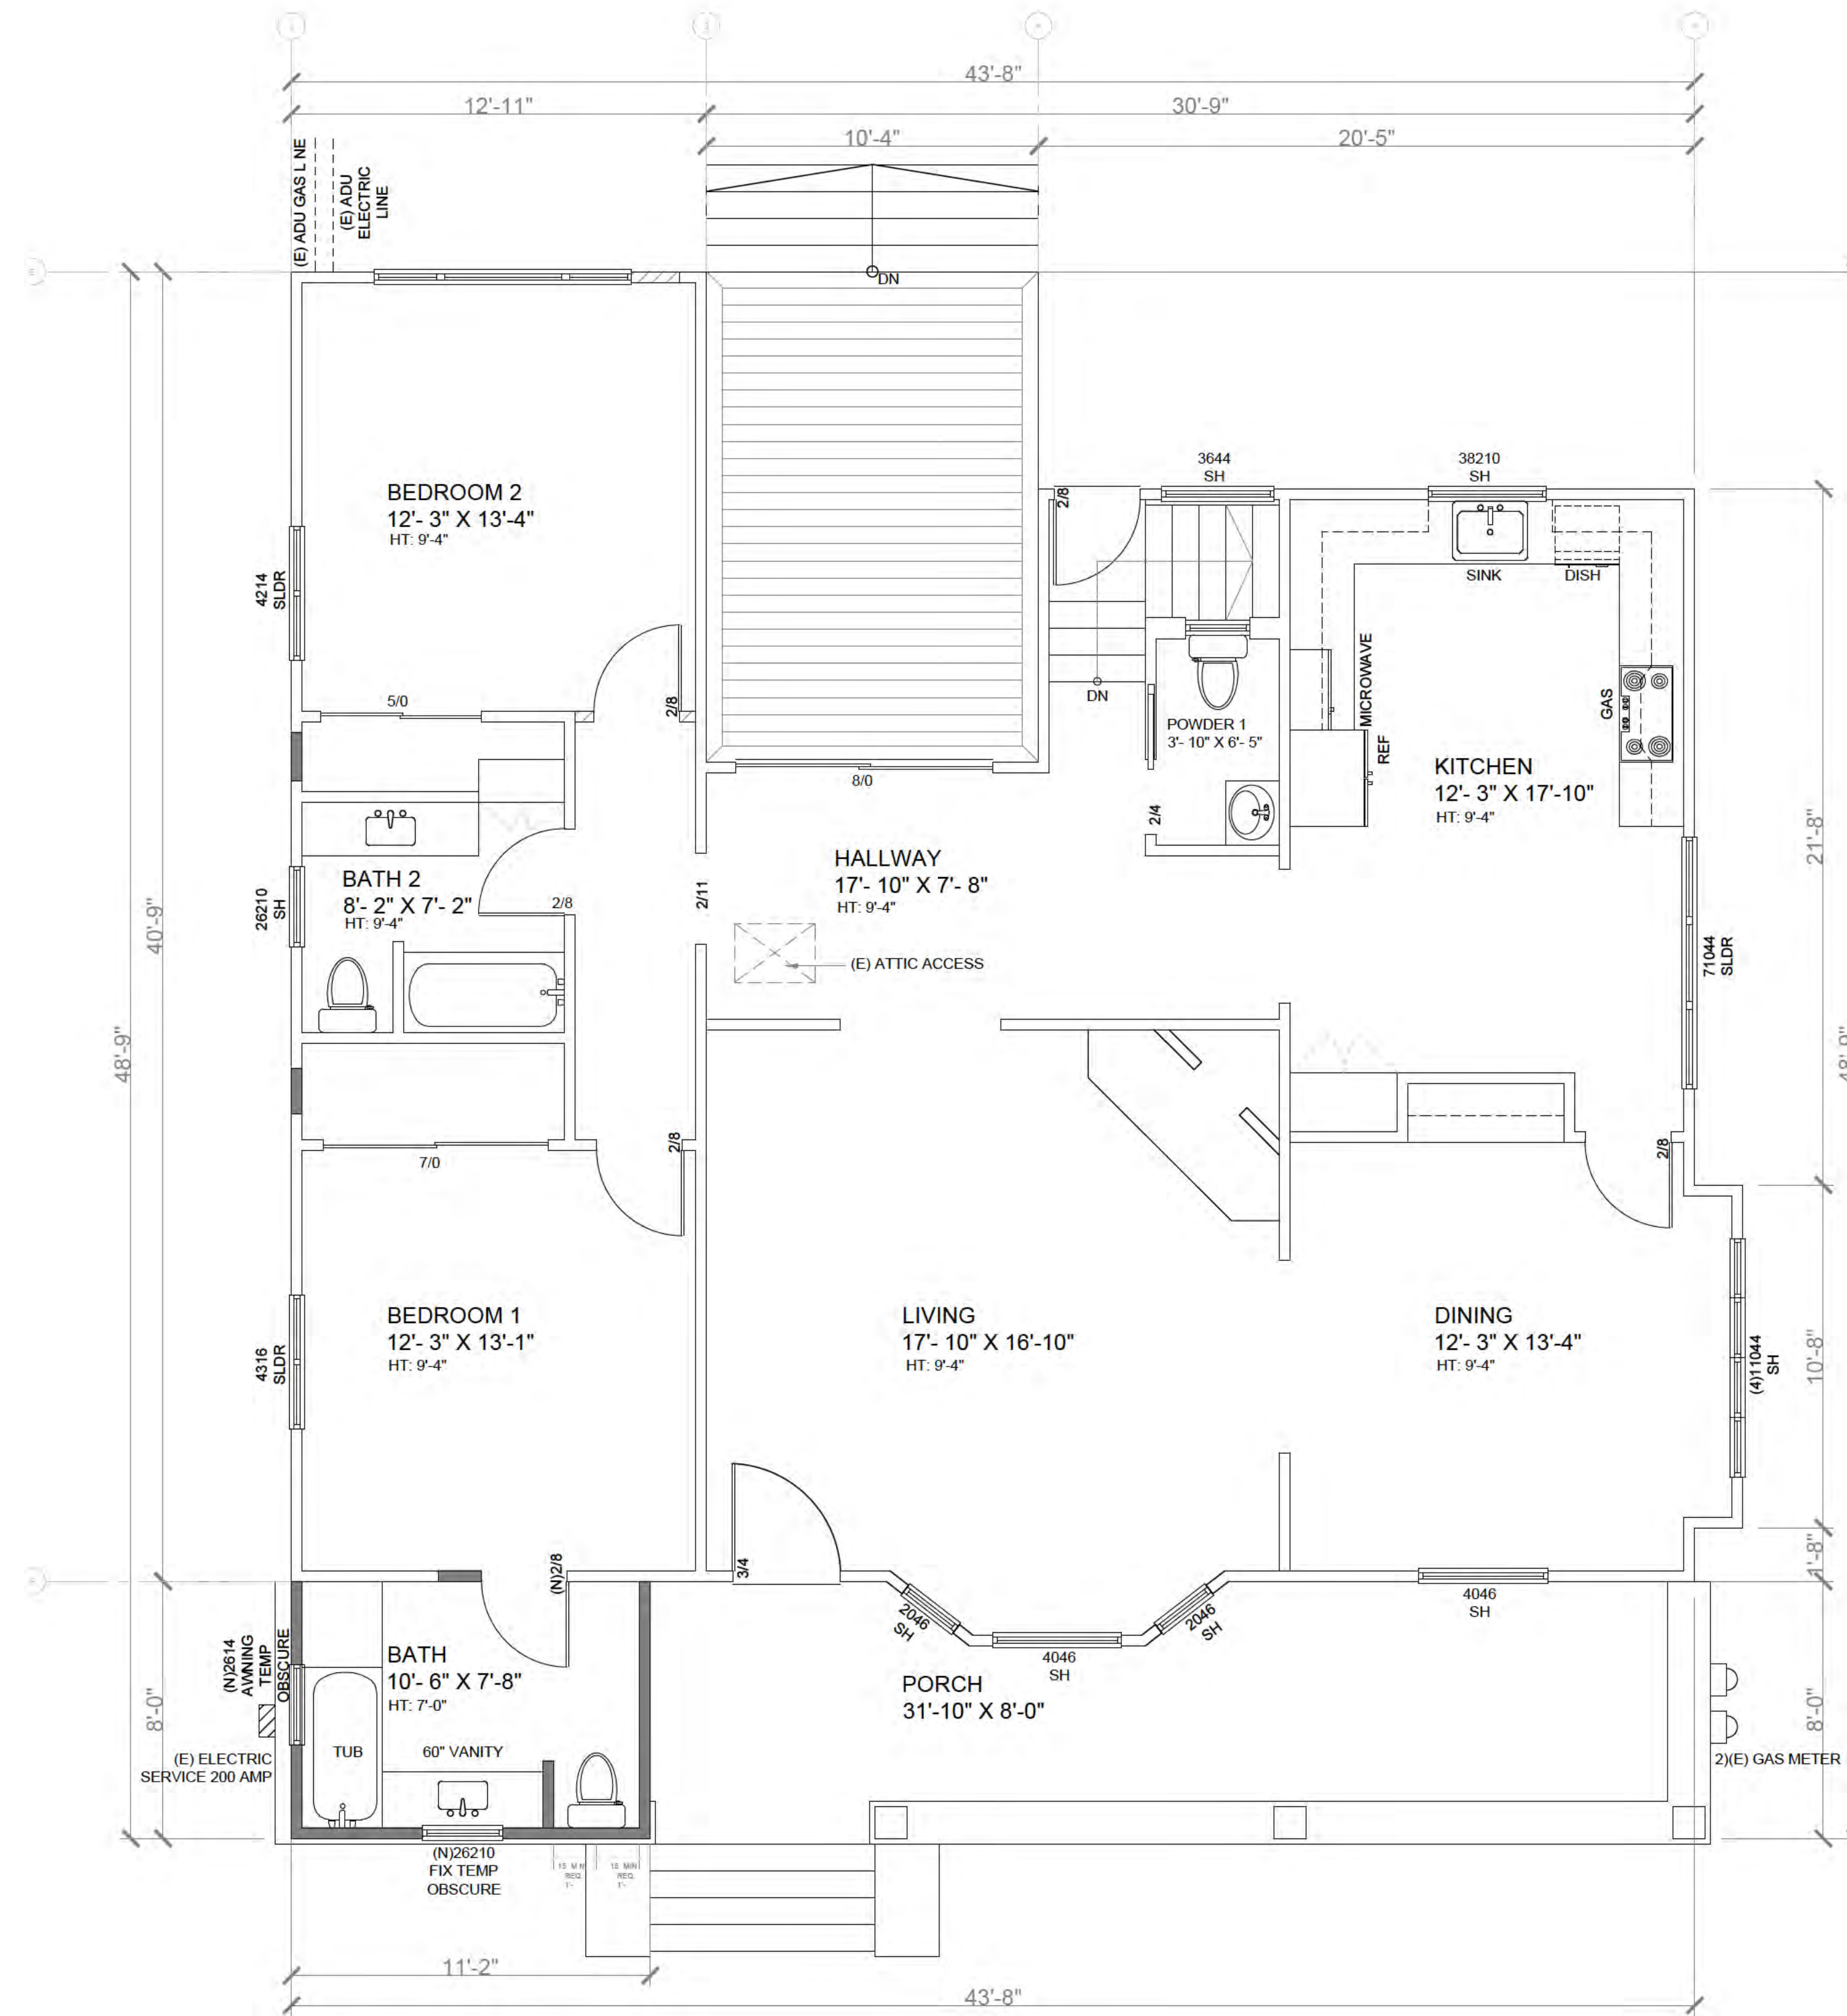 43'-8"
12'-11"
30'-9"
10'-4"
20'-5"
(E) ADU GAS L NE
(E) ADU
ELECTRIC
LINE
DN
BEDROOM 2
12'- 3" X 13'-4"
HT: 9'-4"
4214
SLDR
5/0
2/8
8/0
2/8
3644
SH
38210
SH
SINK
DISH
MICROWAVE
REF
GAS
DN
POWDER 1
3'- 10" X 6'- 5"
2/4
KITCHEN
12'- 3" X 17'-10"
HT: 9'-4"
BATH 2
8'- 2" X 7'- 2"
HT: 9'-4"
26210
SH
2/8
2/11
HALLWAY
17'- 10" X 7'- 8"
HT: 9'-4"
(E) ATTIC ACCESS
71044
SLDR
21'-8"
40'-9"
48'-9"
48'-9"
7/0
2/8
2/8
BEDROOM 1
12'- 3" X 13'-1"
HT: 9'-4"
4316
SLDR
LIVING
17'- 10" X 16'-10"
HT: 9'-4"
DINING
12'- 3" X 13'-4"
HT: 9'-4"
(4)11044
SH
10'-8"
1'-8"
(N)2/8
3/4
2046
SH
4046
SH
2046
SH
4046
SH
(N)2614
AWNING
TEMP
OBSCURE
BATH
10'- 6" X 7'-8"
HT: 7'-0"
TUB
60" VANITY
PORCH
31'-10" X 8'-0"
8'-0"
8'-0"
(E) ELECTRIC
SERVICE 200 AMP
2)(E) GAS METER
(N)26210
FIX TEMP
OBSCURE
15 M N
REQ
1'-
15 MIN
REQ
1'-
11'-2"
43'-8"